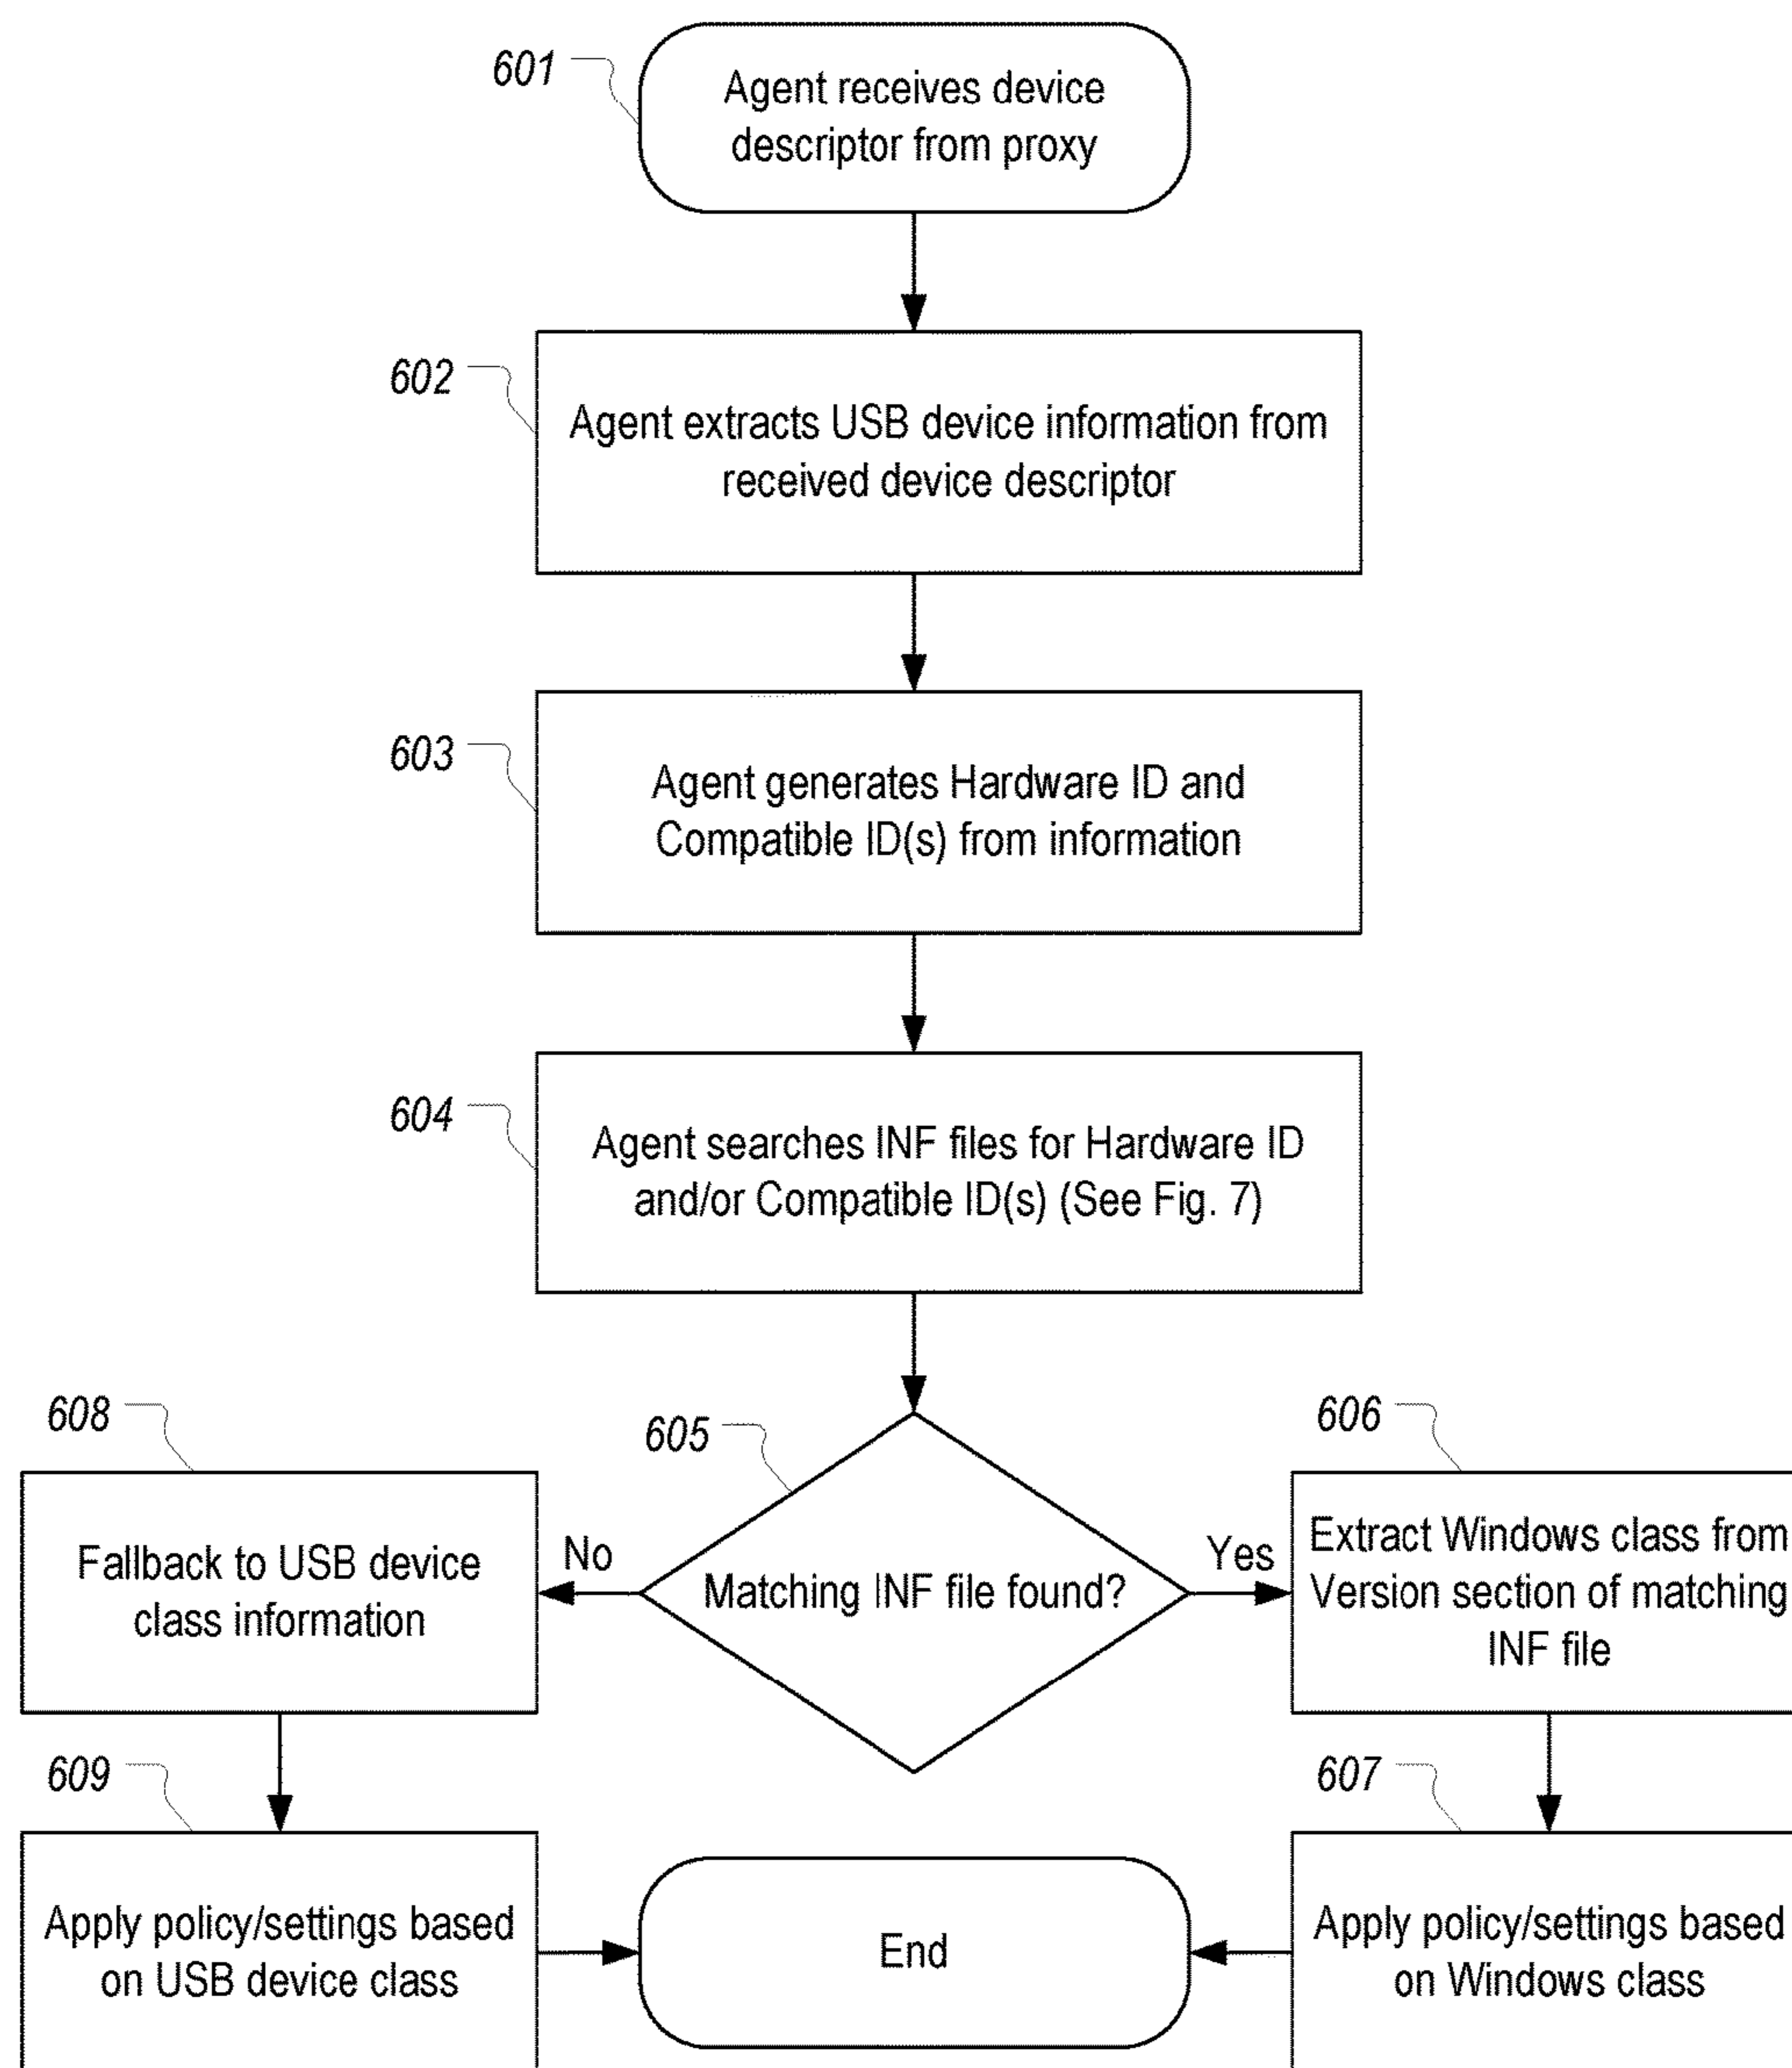 601
Agent receives device
descriptor from proxy
602
Agent extracts USB device information from
received device descriptor
603
Agent generates Hardware ID and
Compatible ID(s) from information
604
Agent searches INF files for Hardware ID
and/or Compatible ID(s) (See Fig. 7)
608
605
606
Fallback to USB device
class information
No
Matching INF file found?
Yes
Extract Windows class from
Version section of matching
INF file
609
607
Apply policy/settings based
on USB device class
End
Apply policy/settings based
on Windows class